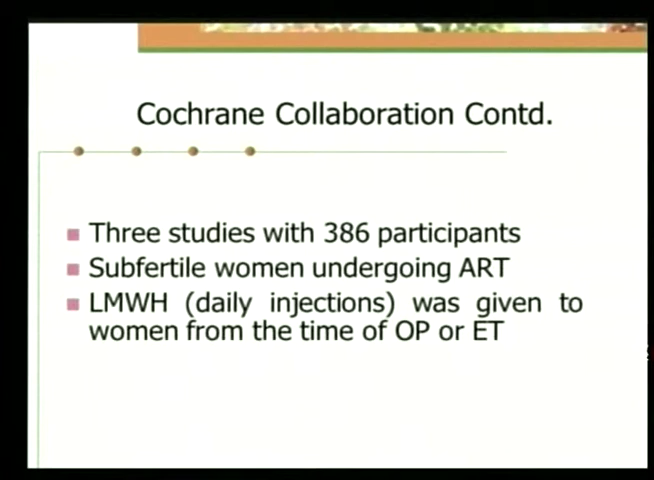 Cochrane Collaboration Contd.
Three studies with 386 participants
Subfertile women undergoing ART
LMWH (daily injections) was given to
women from the time of OP or ET